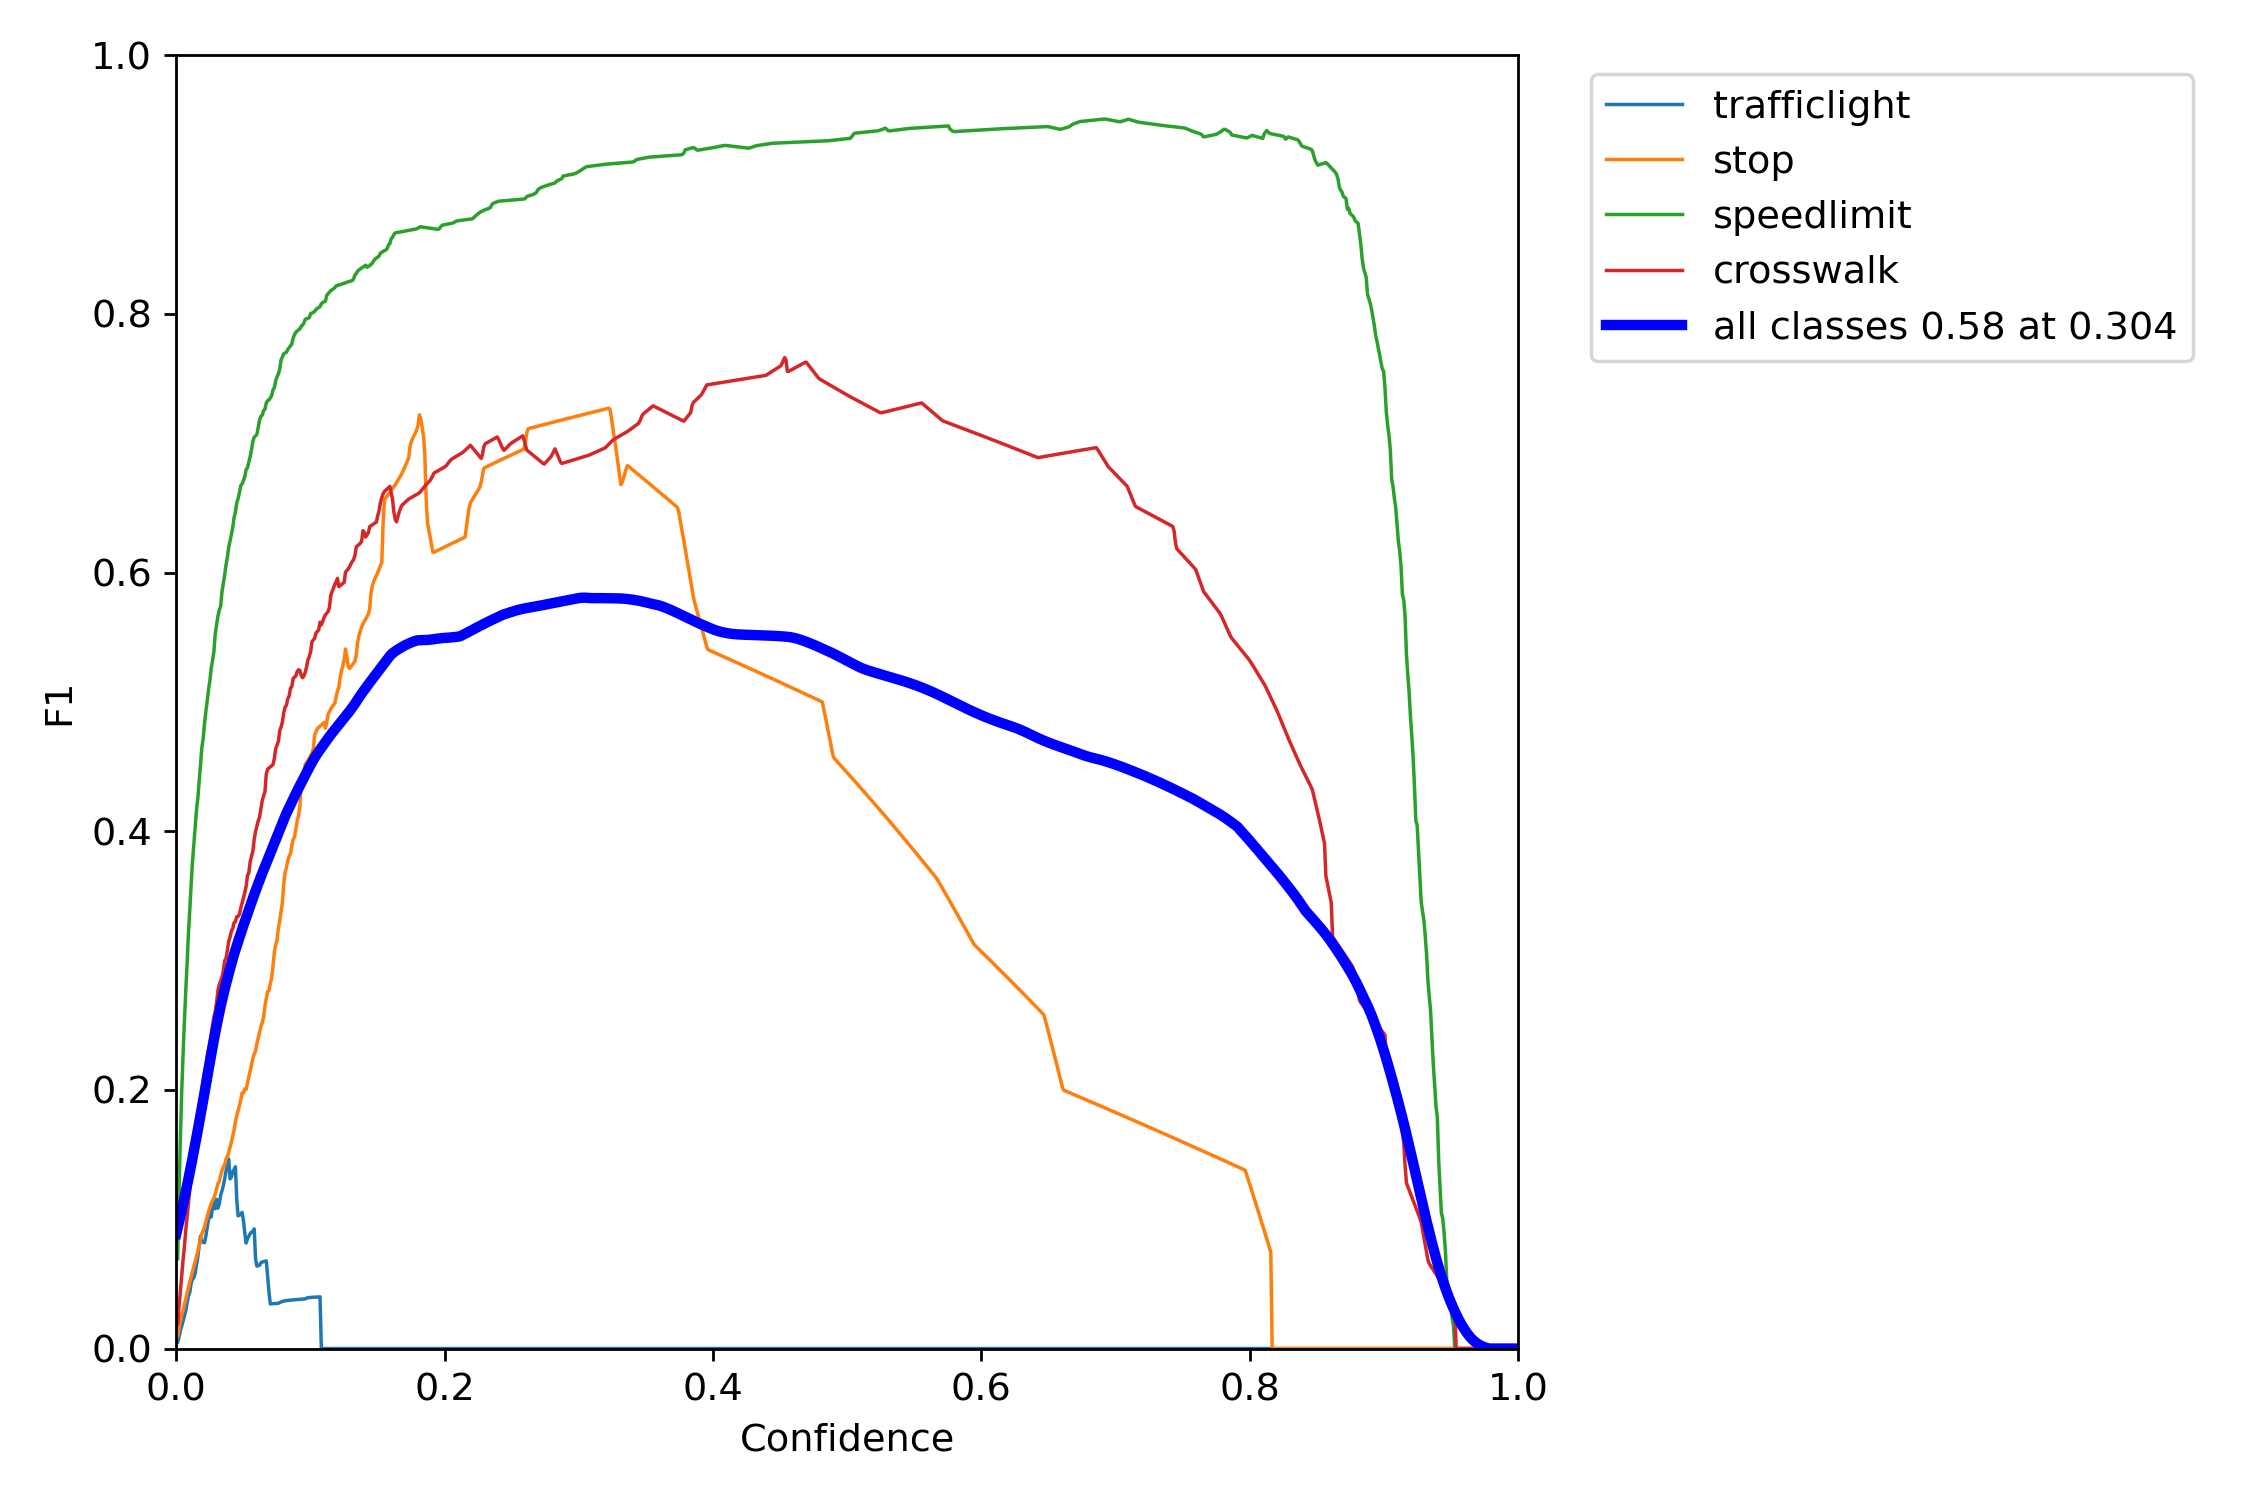 1.0
0.8
0.6
0.4
0.2
0.0
F1
0.0 0.2 0.4 0.6 0.8 1.0
Confidence
trafficlight
stop
speedlimit
crosswalk
all classes 0.58 at 0.304